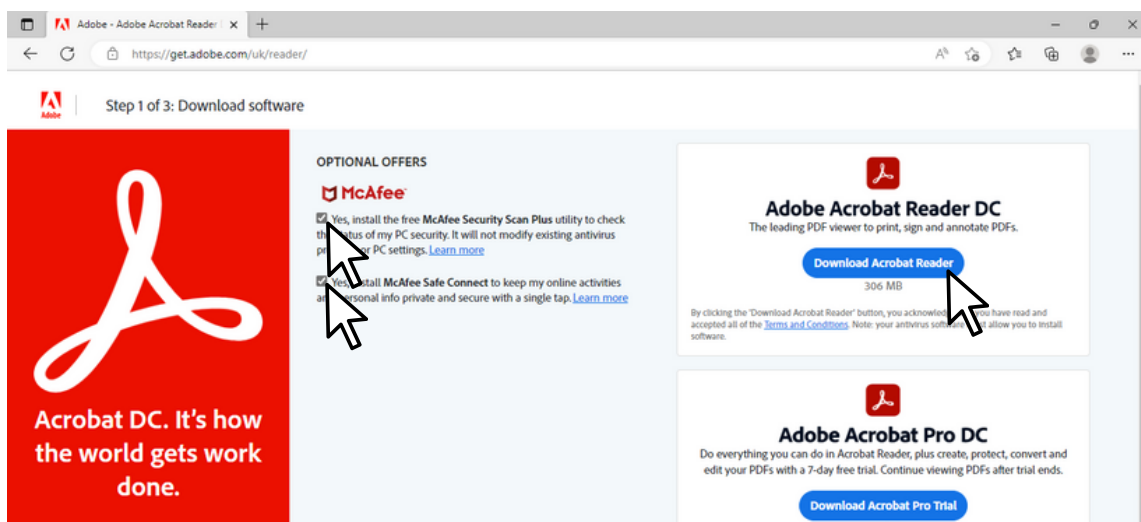 Adobe - Adobe Acrobat Reader
https://get.adobe.com/uk/reader/
Adobe
Step 1 of 3: Download software
Acrobat DC. It's how
the world gets work
done.
OPTIONAL OFFERS
McAfee
Yes, install the free McAfee Security Scan Plus utility to check
status of my PC security. It will not modify existing antivirus
or PC settings. Learn more
McAfee Safe Connect to keep my online activities
personal info private and secure with a single tap. Learn more
Adobe Acrobat Reader DC
The leading PDF viewer to print, sign and annotate PDFs.
Download Acrobat Reader
306 MB
By clicking the 'Download Acrobat Reader' button, you you have read and
accepted all of the Terms and Conditions. Note: your antivirus allow you to install
software.
Adobe Acrobat Pro DC
Do everything you can do in Acrobat Reader, plus create, protect, convert and
edit your PDFs with a 7-day free trial. Continue viewing PDFs after trial ends.
Download Acrobat Pro Trial